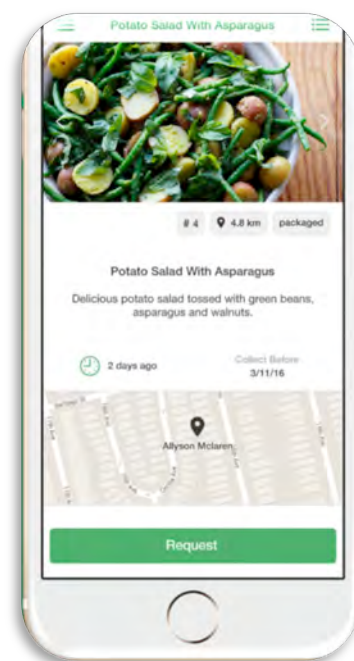 Potato Salad With Asparagus
# 4
4.8 km
packaged
Potato Salad With Asparagus
Delicious potato salad tossed with green beans,
asparagus and walnuts.
2 days ago
Collect Before
3/11/16
Allyson Mclaren
Request